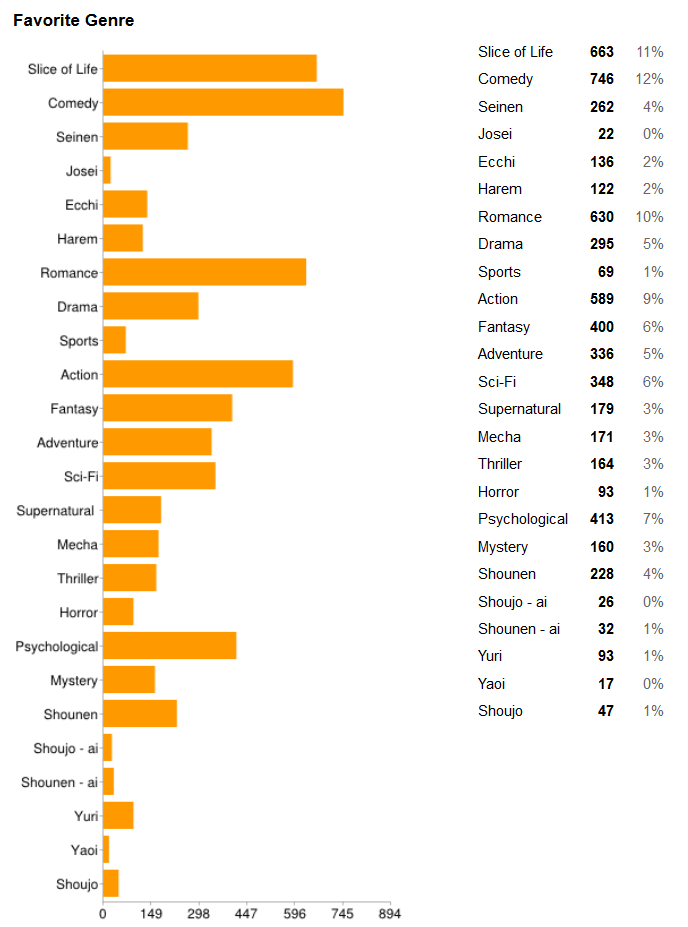 Favorite Genre
Slice of Life
Comedy
Seinen
Josei
Ecchi
Harem
Romance
Drama
Sports
Action
Fantasy
Adventure
Sci-Fi
Supernatural
Mecha
Thriller
Horror
Psychological
Mystery
Shounen
Shoujo - ai
Shounen - ai
Yuri
Yaoi
Shoujo
0 149 298 447 596 745 894
Slice of Life 663 11%
Comedy 746 12%
Seinen 262 4%
Josei 22 0%
Ecchi 136 2%
Harem 122 2%
Romance 630 10%
Drama 295 5%
Sports 69 1%
Action 589 9%
Fantasy 400 6%
Adventure 336 5%
Sci-Fi 348 6%
Supernatural 179 3%
Mecha 171 3%
Thriller 164 3%
Horror 93 1%
Psychological 413 7%
Mystery 160 3%
Shounen 228 4%
Shoujo - ai 26 0%
Shounen - ai 32 1%
Yuri 93 1%
Yaoi 17 0%
Shoujo 47 1%